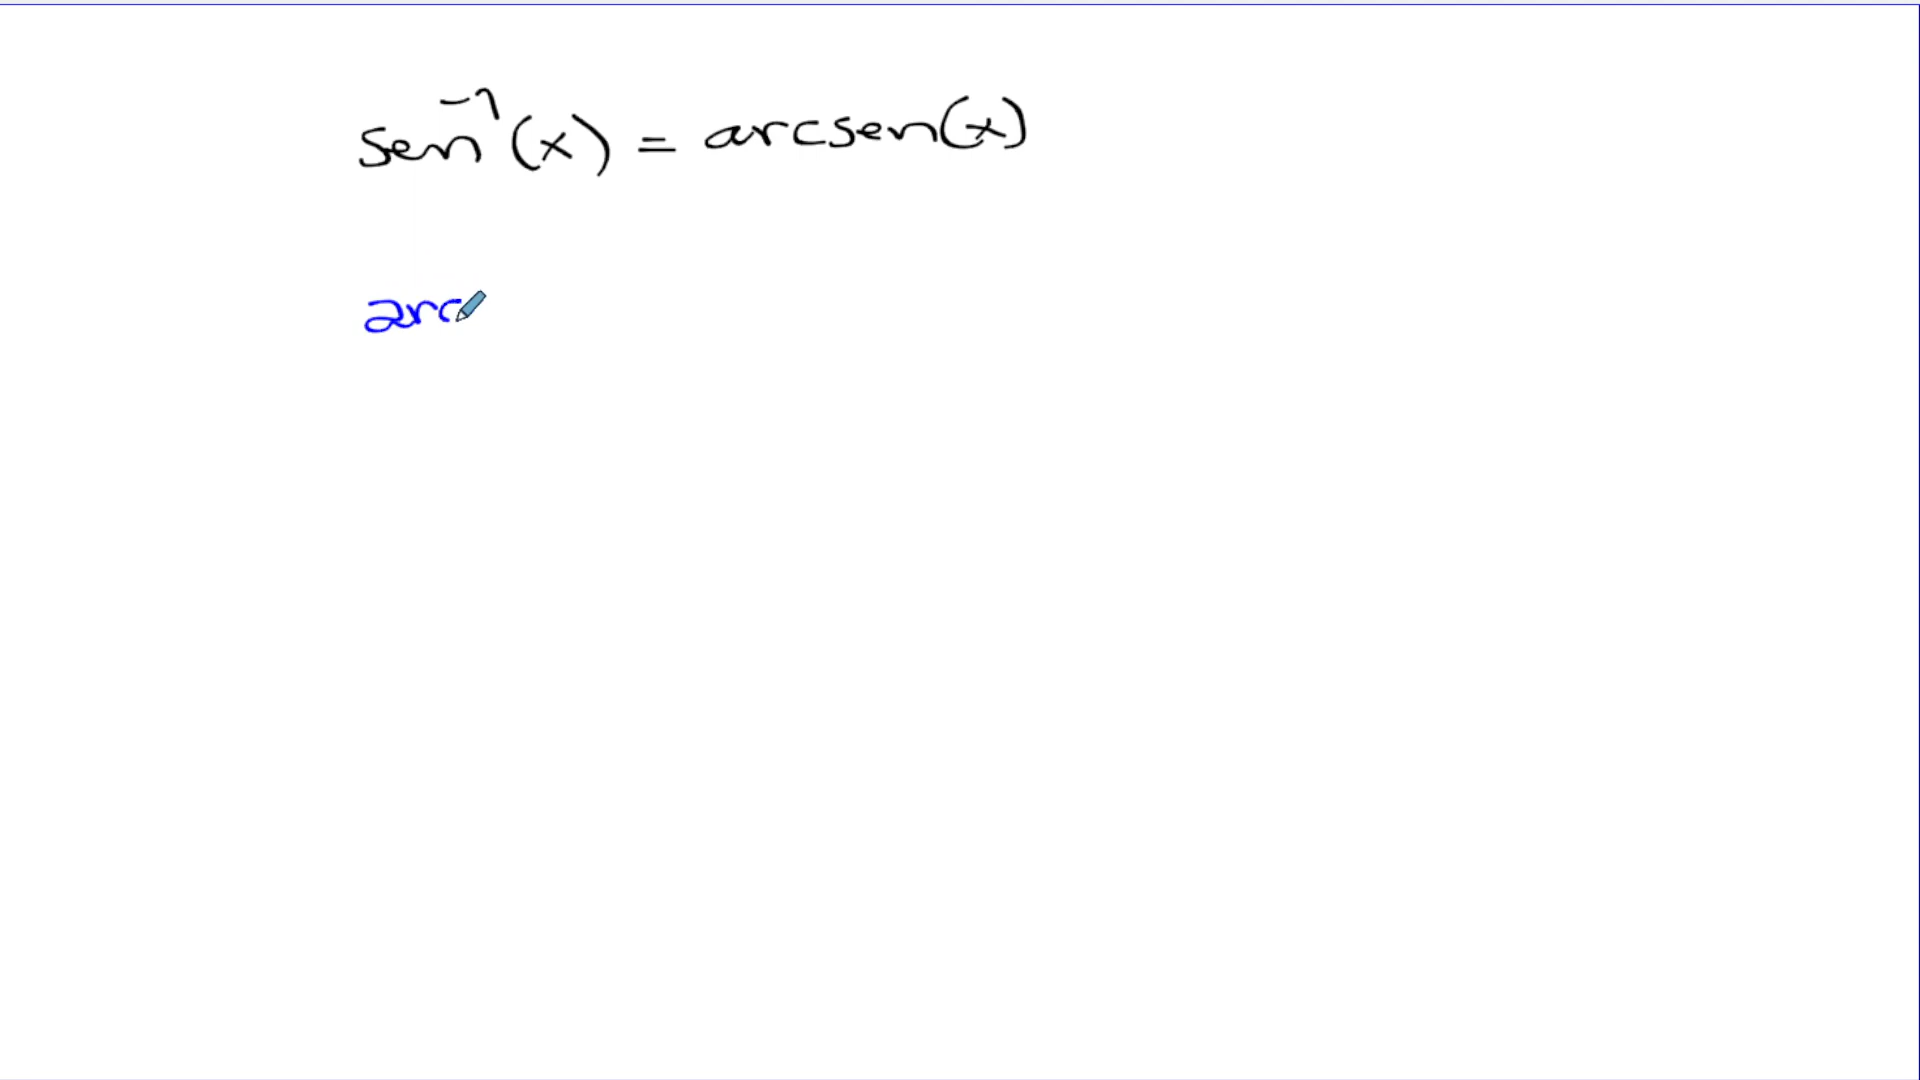 sen⁻¹(x) = arcsen(x)
arc